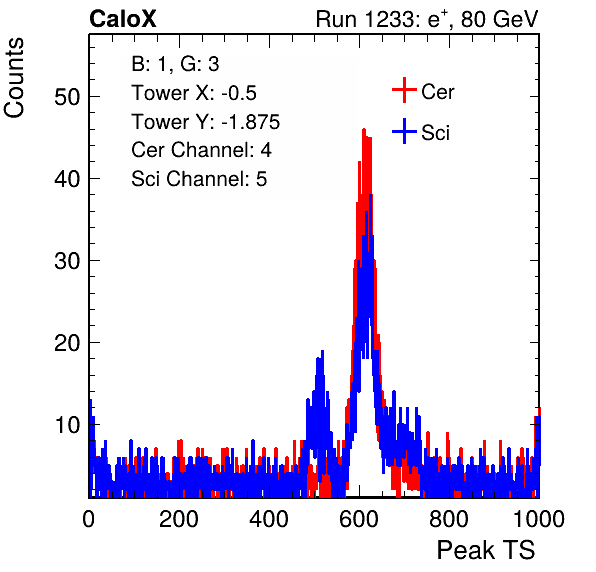 CaloX Run 1233: e⁺, 80 GeV
Counts
B: 1, G: 3
Tower X: -0.5
Tower Y: -1.875
Cer Channel: 4
Sci Channel: 5
Cer
Sci
50
40
30
20
10
0 200 400 600 800 1000
Peak TS